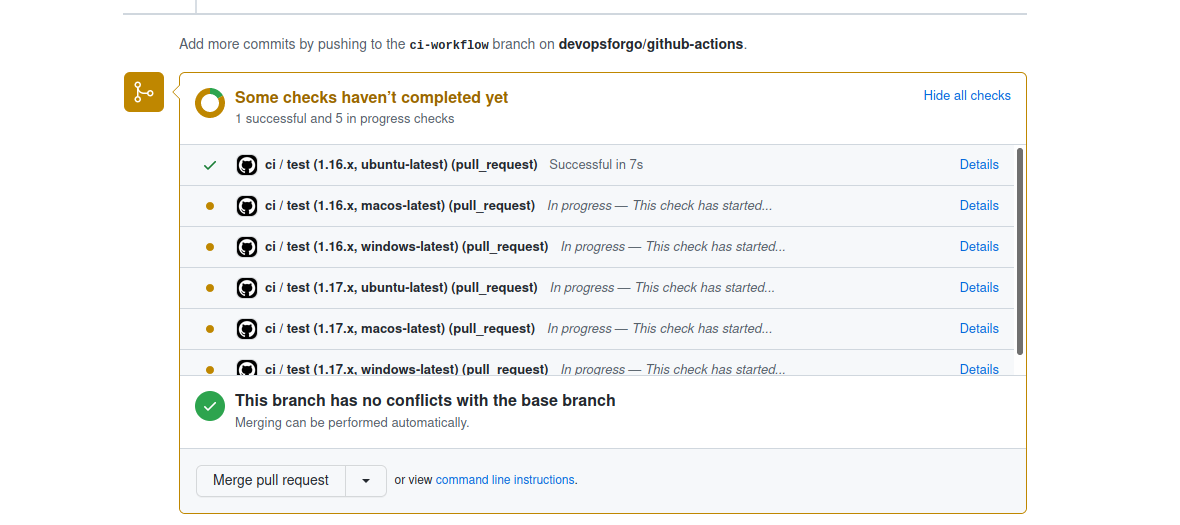 Add more commits by pushing to the ci-workflow branch on devopsforgo/github-actions.
Some checks haven’t completed yet
Hide all checks
1 successful and 5 in progress checks
ci / test (1.16.x, ubuntu-latest) (pull_request) Successful in 7s Details
ci / test (1.16.x, macos-latest) (pull_request) In progress — This check has started... Details
ci / test (1.16.x, windows-latest) (pull_request) In progress — This check has started... Details
ci / test (1.17.x, ubuntu-latest) (pull_request) In progress — This check has started... Details
ci / test (1.17.x, macos-latest) (pull_request) In progress — This check has started... Details
ci / test (1.17.x, windows-latest) (pull_request) In progress — This check has started... Details
This branch has no conflicts with the base branch
Merging can be performed automatically.
Merge pull request or view command line instructions.